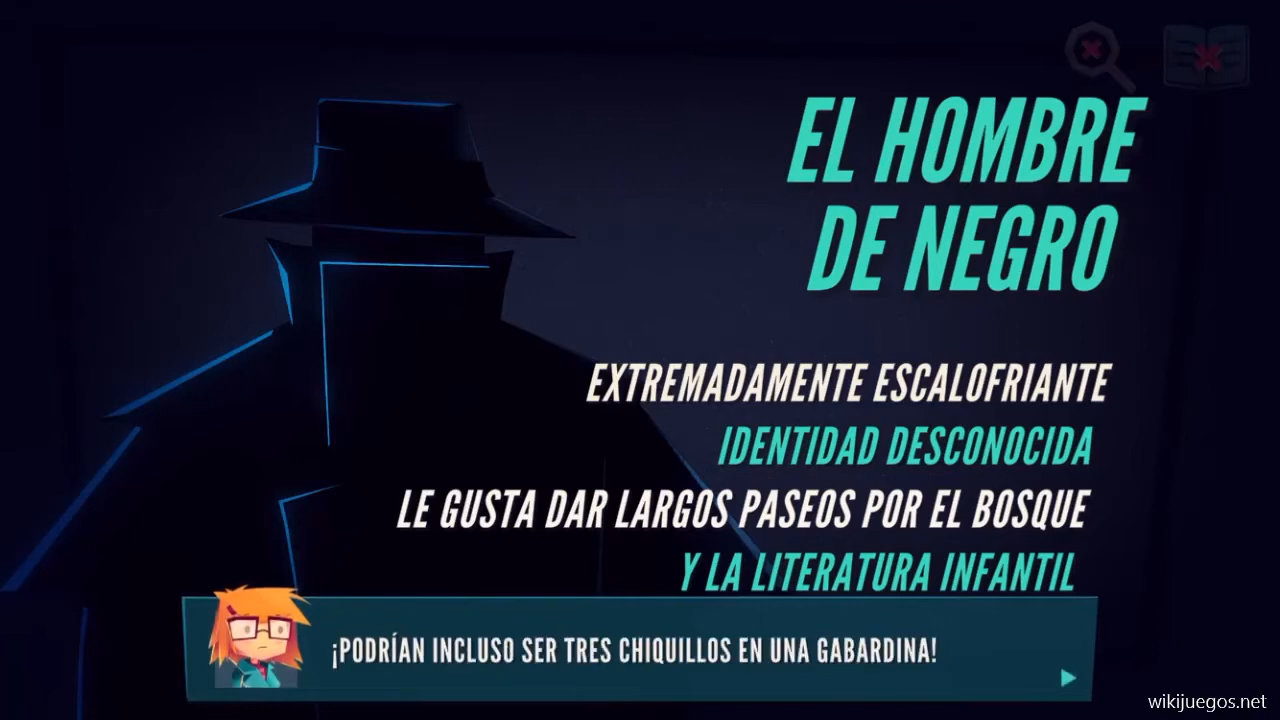 EL HOMBRE
DE NEGRO
EXTREMADAMENTE ESCALOFRIANTE
IDENTIDAD DESCONOCIDA
LE GUSTA DAR LARGOS PASEOS POR EL BOSQUE
Y LA LITERATURA INFANTIL
¡PODRÍAN INCLUSO SER TRES CHIQUILLOS EN UNA GABARDINA!
wikijuegos.net